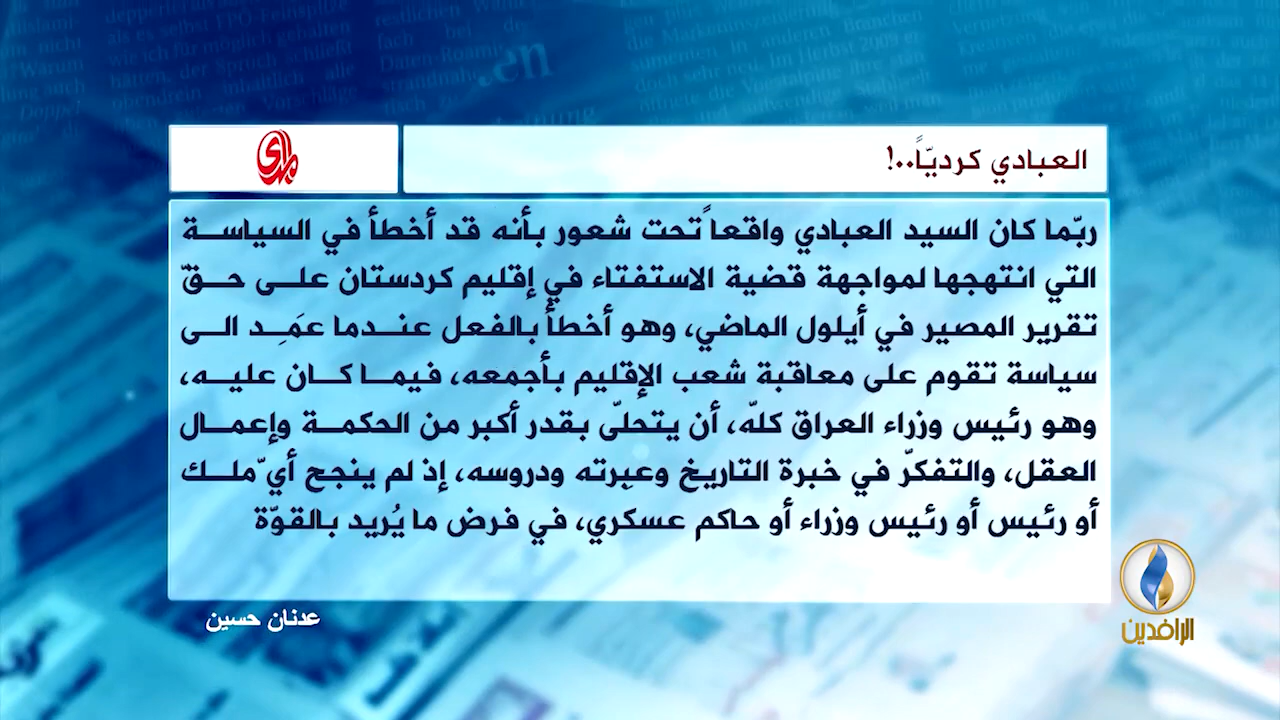 العبادي كرديّاً..!
المدى
ربّما كان السيد العبادي واقعاً تحت شعور بأنه قد أخطأ في السياسة
التي انتهجها لمواجهة قضية الاستفتاء في إقليم كردستان على حقّ
تقرير المصير في أيلول الماضي، وهو أخطأ بالفعل عندما عمَِد الى
سياسة تقوم على معاقبة شعب الإقليم بأجمعه، فيما كان عليه،
وهو رئيس وزراء العراق كلّه، أن يتحلّى بقدر أكبر من الحكمة وإعمال
العقل، والتفكّر في خبرة التاريخ وعِبرته ودروسه، إذ لم ينجح أيّ ملك
أو رئيس أو رئيس وزراء أو حاكم عسكري، في فرض ما يُريد بالقوّة
عدنان حسين
الرافدين